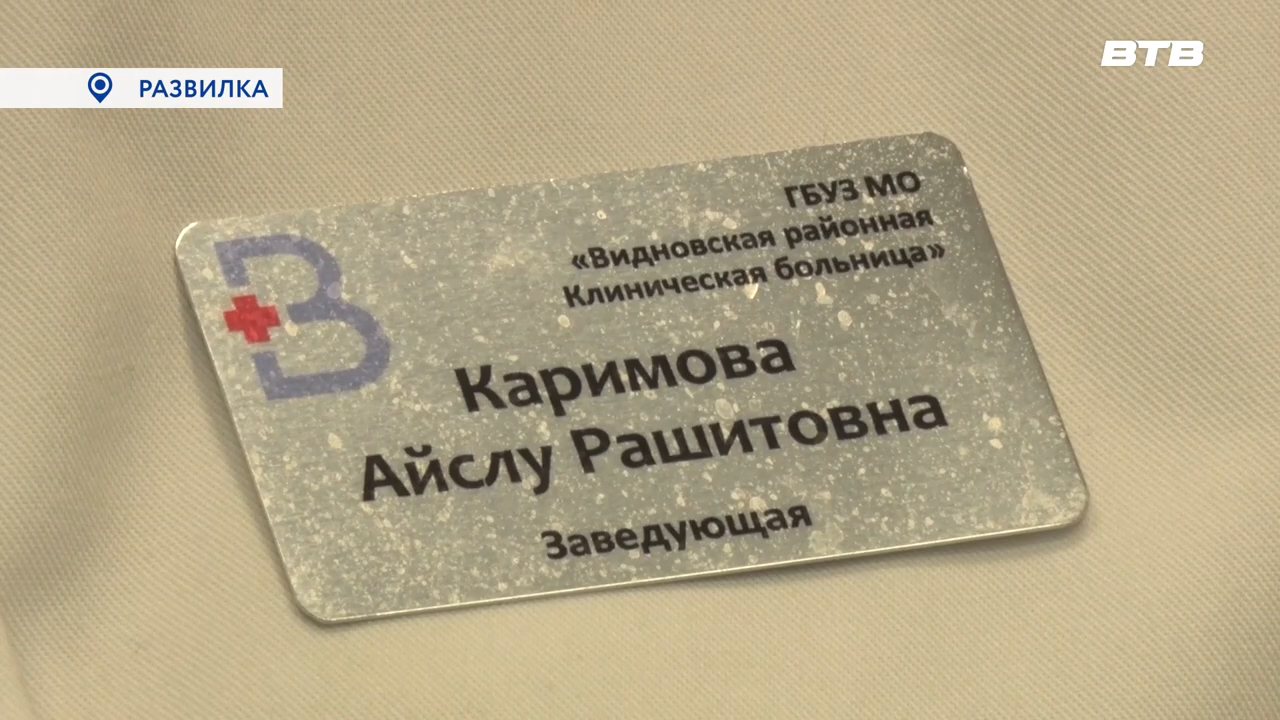 РАЗВИЛКА
ВТВ
ГБУЗ МО
«Видновская районная
Клиническая больница»
В
Каримова
Айслу Рашитовна
Заведующая